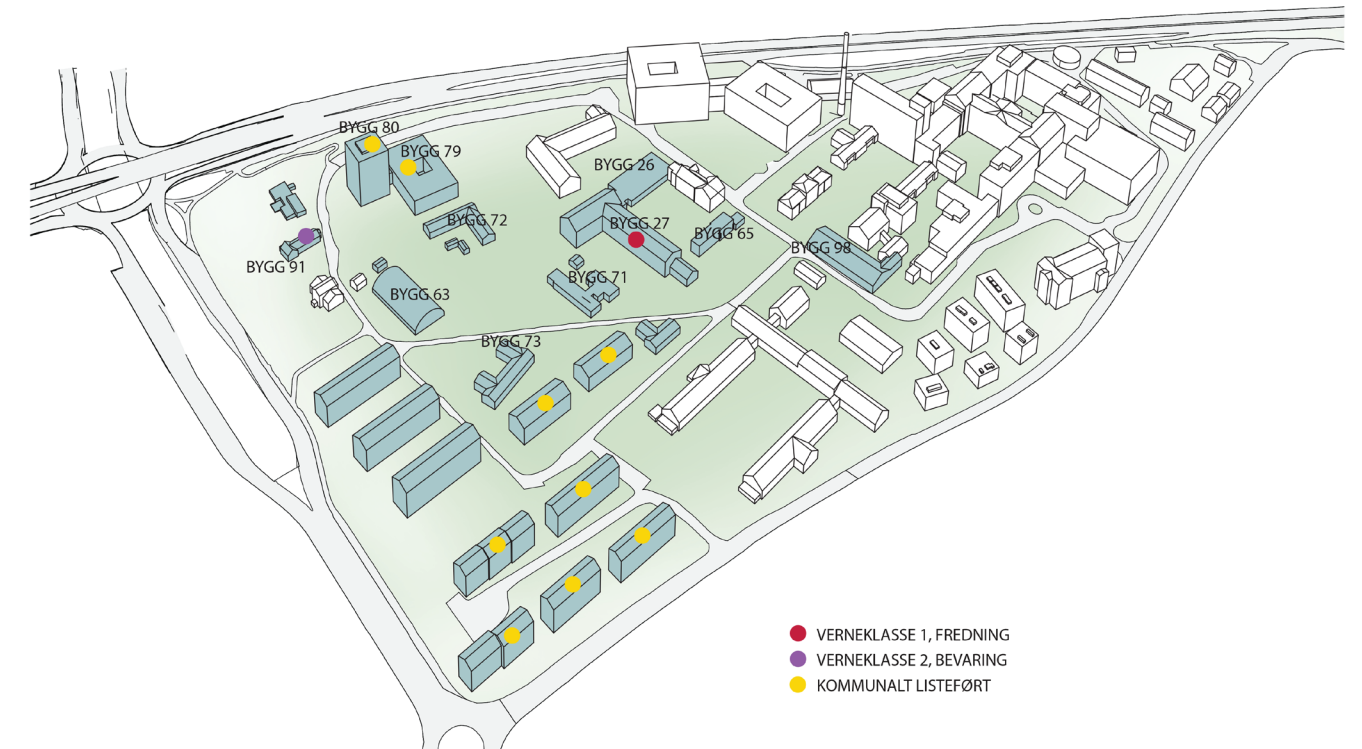 BYGG 80
BYGG 79
BYGG 26
BYGG 72
BYGG 27
BYGG 65
BYGG 98
BYGG 91
BYGG 71
BYGG 63
BYGG 73
VERNEKLASSE 1, FREDNING
VERNEKLASSE 2, BEVARING
KOMMUNALT LISTEFØRT